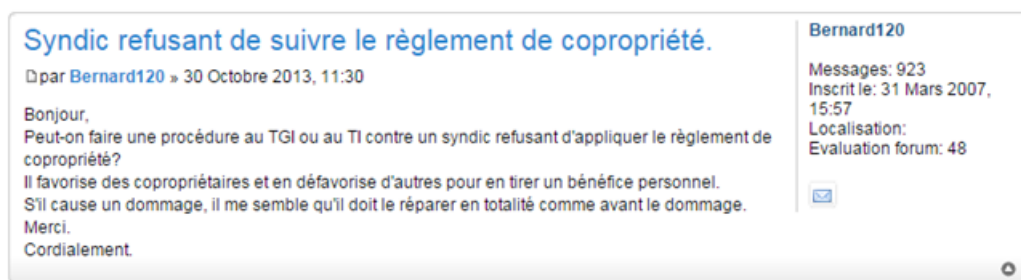 Syndic refusant de suivre le règlement de copropriété.
par Bernard120 » 30 Octobre 2013, 11:30
Bonjour,
Peut-on faire une procédure au TGI ou au TI contre un syndic refusant d'appliquer le règlement de
copropriété?
Il favorise des copropriétaires et en défavorise d'autres pour en tirer un bénéfice personnel.
S'il cause un dommage, il me semble qu'il doit le réparer en totalité comme avant le dommage.
Merci.
Cordialement.
Bernard120
Messages: 923
Inscrit le: 31 Mars 2007,
15:57
Localisation:
Evaluation forum: 48